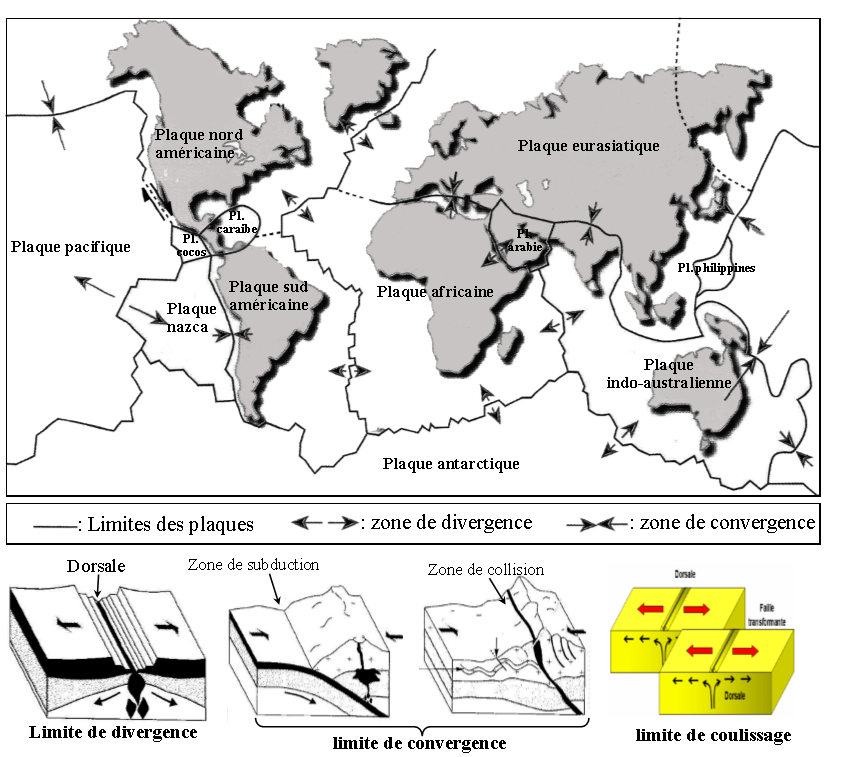 Plaque nord
américaine
Plaque eurasiatique
Pl.
caraibe
Pl.
cocos
Pl.
arabie
Plaque pacifique
Pl.philippines
Plaque sud
américaine
Plaque africaine
Plaque
nazca
Plaque
indo-australienne
Plaque antarctique
: Limites des plaques
: zone de divergence
: zone de convergence
Dorsale
Zone de subduction
Zone de collision
Dorsale
Faille
transformante
Dorsale
Limite de divergence
limite de convergence
limite de coulissage